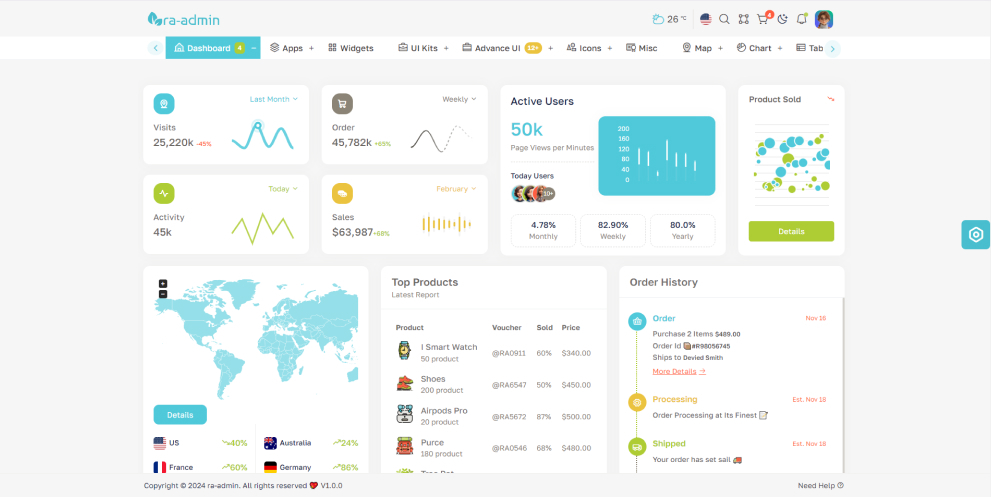 ra-admin
26 °C
4
Dashboard 4 −
Apps +
Widgets
UI Kits +
Advance UI 12+ +
Icons +
Misc
Map +
Chart +
Tab
Last Month
Visits
25,220k -45%
Weekly
Order
45,782k +65%
Today
Activity
45k
February
Sales
$63,987 +68%
Active Users
50k
Page Views per Minutes
Today Users
10+
200
160
120
80
40
0
4.78%
Monthly
82.90%
Weekly
80.0%
Yearly
Product Sold
Details
+
−
Details
US 40%
Australia 24%
France 60%
Germany 86%
Top Products
Latest Report
Product Voucher Sold Price
I Smart Watch
50 product
@RA0911 60% $340.00
Shoes
200 product
@RA6547 50% $450.00
Airpods Pro
20 product
@RA5672 87% $500.00
Purce
180 product
@RA0546 68% $480.00
Order History
Order Nov 16
Purchase 2 Items $489.00
Order Id #R98056745
Ships to Devied Smith
More Details
Processing Est. Nov 18
Order Processing at Its Finest
Shipped Est. Nov 18
Your order has set sail
Copyright © 2024 ra-admin. All rights reserved V1.0.0
Need Help